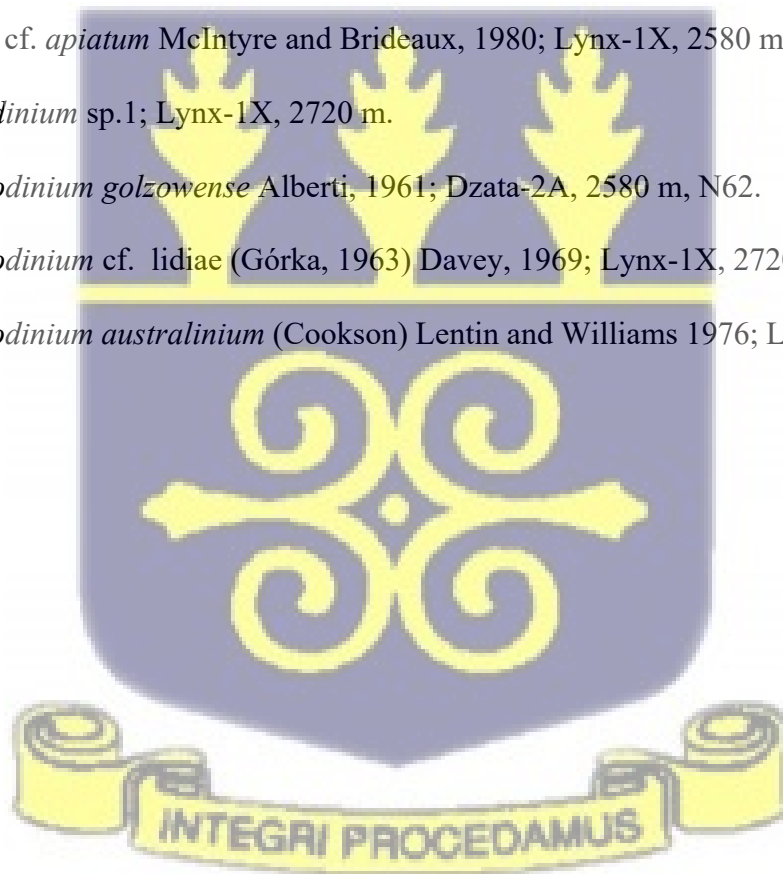 cf. apiatum McIntyre and Brideaux, 1980; Lynx-1X, 2580 m
dinium sp.1; Lynx-1X, 2720 m.
odinium golzowense Alberti, 1961; Dzata-2A, 2580 m, N62.
odinium cf. lidiae (Górka, 1963) Davey, 1969; Lynx-1X, 272
odinium australinium (Cookson) Lentin and Williams 1976; L
INTEGRI PROCEDAMUS